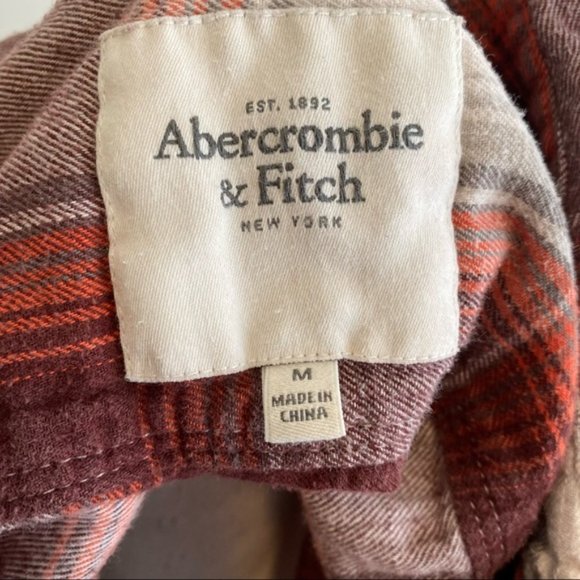 EST. 1892
Abercrombie
& Fitch
NEW YORK
M
MADE IN
CHINA